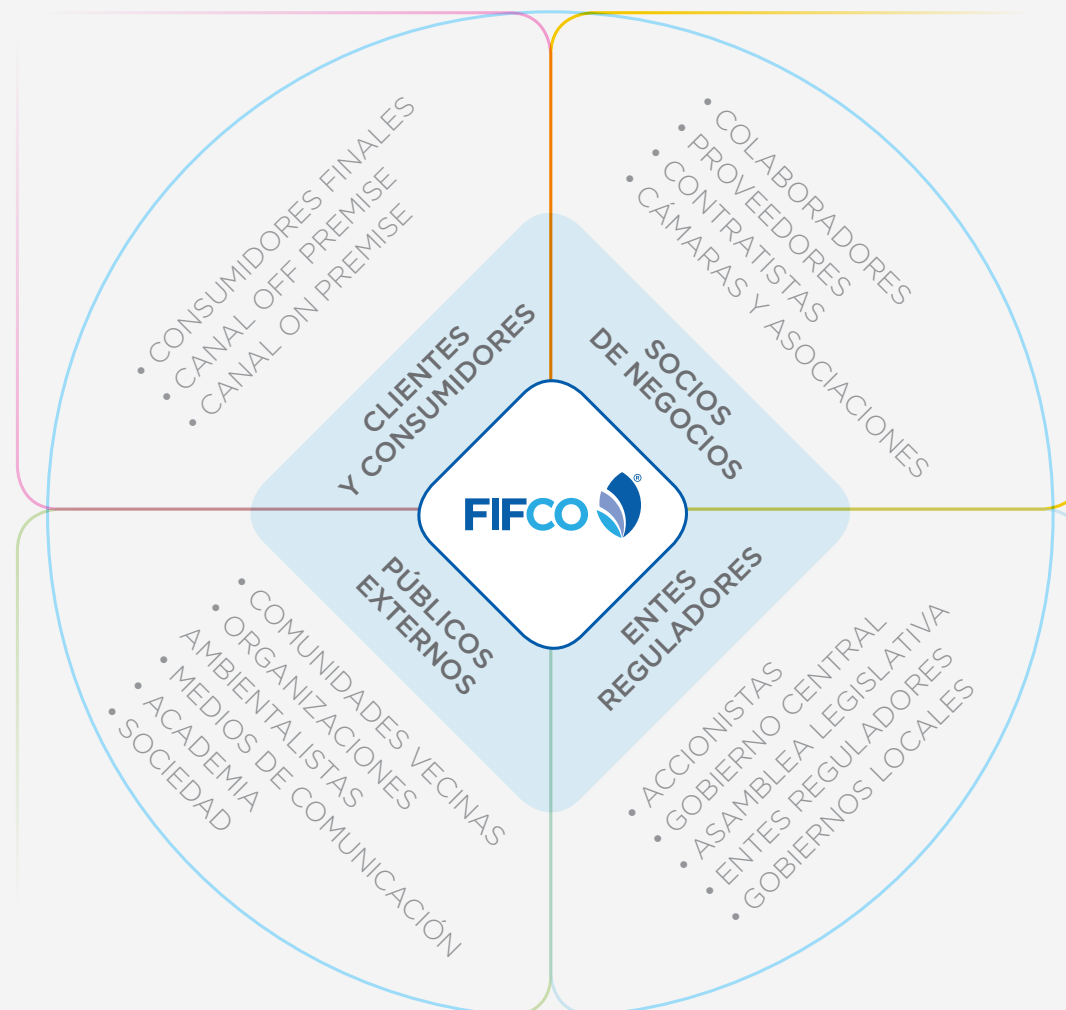 • CONSUMIDORES FINALES
• CANAL OFF PREMISE
• CANAL ON PREMISE
CLIENTES
Y CONSUMIDORES
• COLABORADORES
• PROVEEDORES
• CONTRATISTAS
• CÁMARAS Y ASOCIACIONES
SOCIOS
DE NEGOCIOS
FIFCO®
PÚBLICOS
EXTERNOS
• COMUNIDADES VECINAS
• ORGANIZACIONES
AMBIENTALISTAS
• MEDIOS DE COMUNICACIÓN
• ACADEMIA
• SOCIEDAD
ENTES
REGULADORES
• ACCIONISTAS
• GOBIERNO CENTRAL
• ASAMBLEA LEGISLATIVA
• ENTES REGULADORES
• GOBIERNOS LOCALES